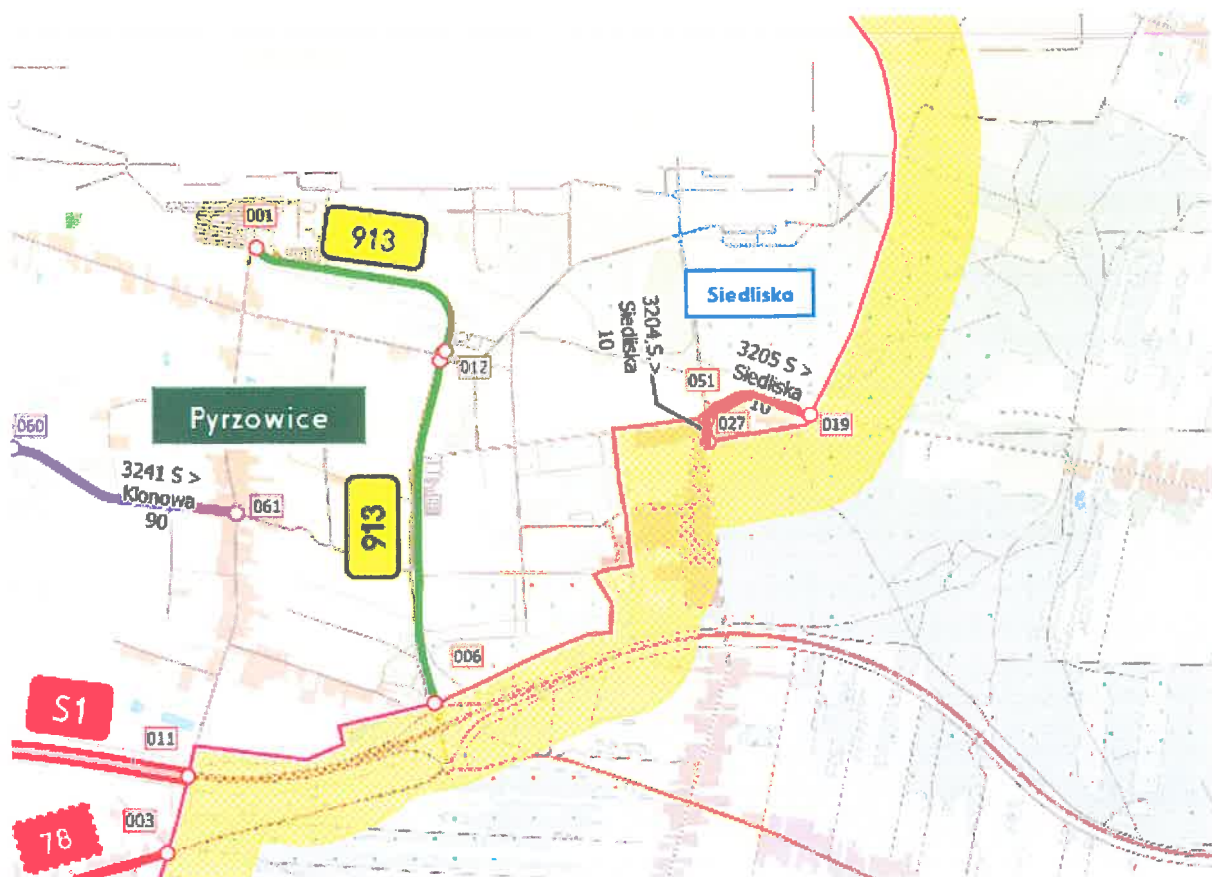 001
913
Siedliska
3204 S >
Siedliska
10
3205 S >
Siedliska
10
012
051
027
019
Pyrzowice
060
3241 S >
Klonowa
90
061
913
006
S1
011
003
78